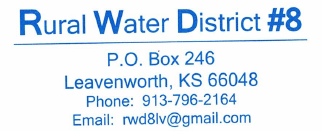 Rural Water District #8
P.O. Box 246
Leavenworth, KS 66048
Phone: 913-796-2164
Email: rwd8lv@gmail.com